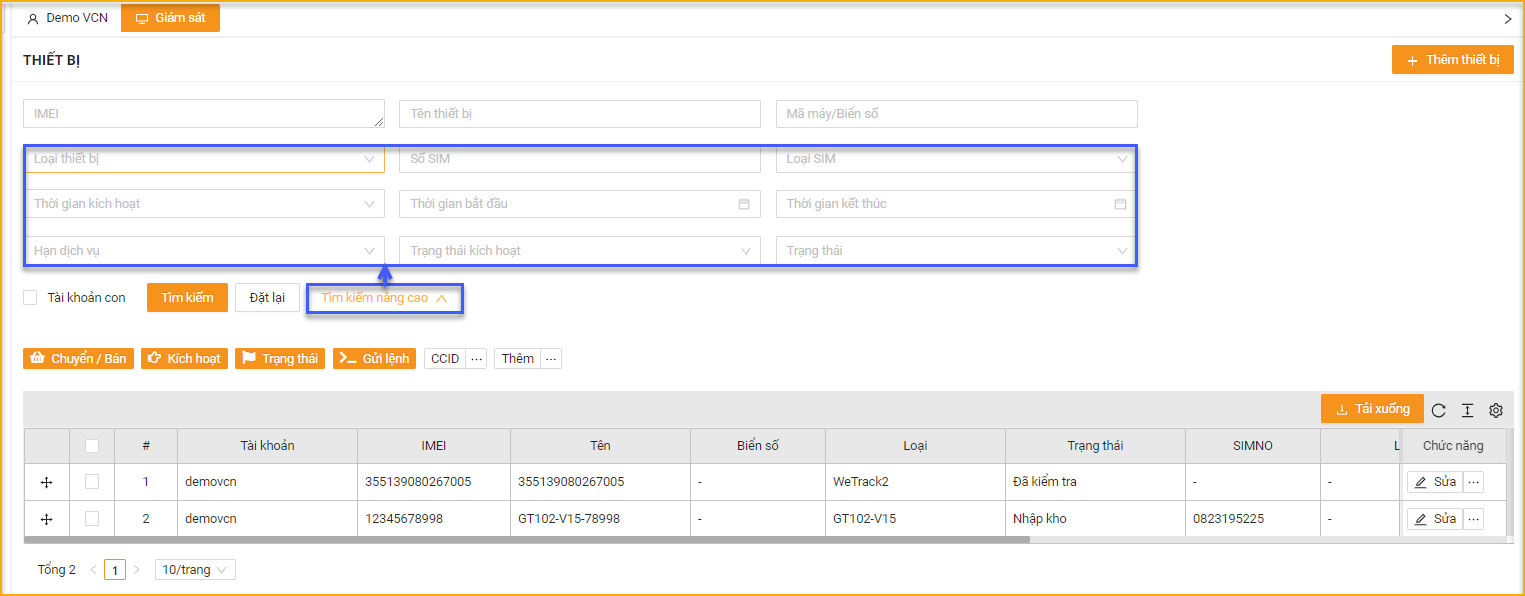 Demo VCN Giám sát
THIẾT BỊ Thêm thiết bị
IMEI Tên thiết bị Mã máy/Biển số
Loại thiết bị Số SIM Loại SIM
Thời gian kích hoạt Thời gian bắt đầu Thời gian kết thúc
Hạn dịch vụ Trạng thái kích hoạt Trạng thái
Tài khoản con Tìm kiếm Đặt lại Tìm kiếm nâng cao
Chuyển / Bán Kích hoạt Trạng thái Gửi lệnh CCID ··· Thêm ···
Tải xuống
# Tài khoản IMEI Tên Biển số Loại Trạng thái SIMNO L Chức năng
1 demovcn 355139080267005 355139080267005 - WeTrack2 Đã kiểm tra - - Sửa ···
2 demovcn 12345678998 GT102-V15-78998 - GT102-V15 Nhập kho 0823195225 - Sửa ···
Tổng 2 < 1 > 10/trang